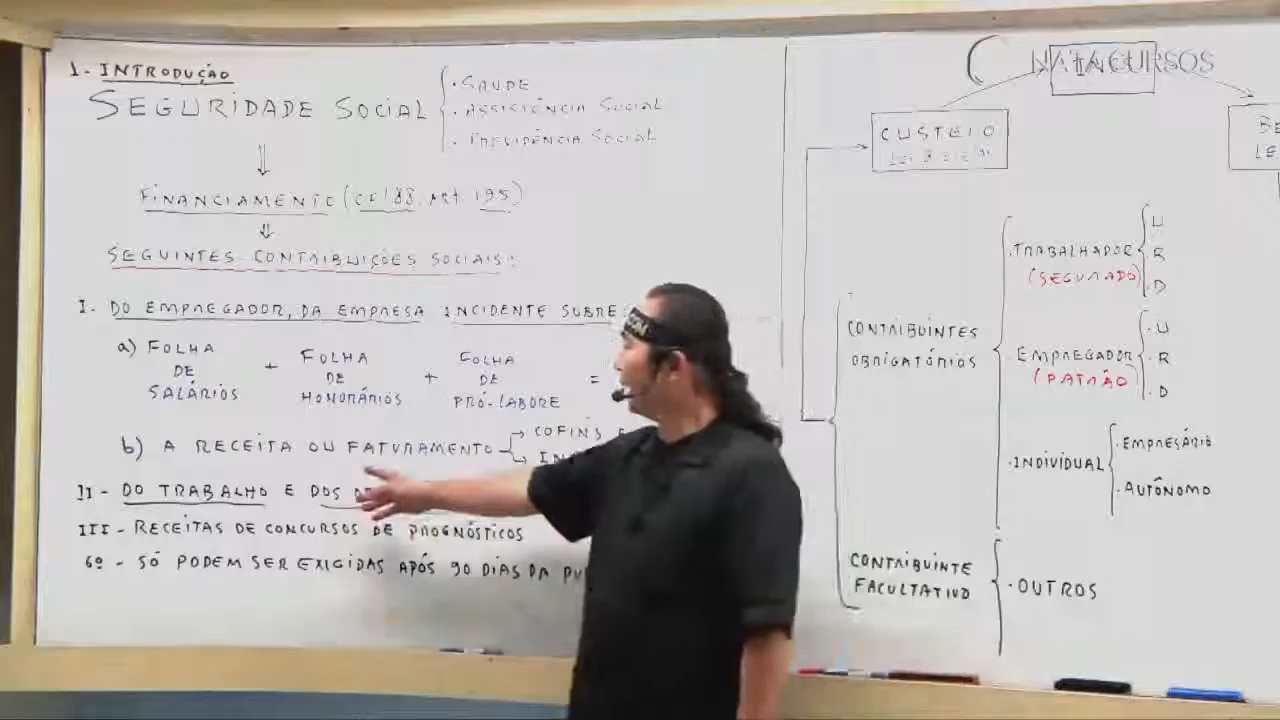 1- INTRODUÇÃO
SEGURIDADE SOCIAL
· SAÚDE
· ASSISTÊNCIA SOCIAL
· PREVIDÊNCIA SOCIAL
FINANCIAMENTO (CF'88, ART 195)
SEGUINTES CONTRIBUIÇÕES SOCIAIS:
I- DO EMPREGADOR, DA EMPRESA INCIDENTE SOBRE
a) FOLHA DE SALÁRIOS + FOLHA DE HONORÁRIOS + FOLHA DE PRÓ-LABORE =
b) A RECEITA OU FATURAMENTO → COFINS
II- DO TRABALHO E DOS
III- RECEITAS DE CONCURSOS DE PROGNÓSTICOS
6º - SÓ PODEM SER EXIGIDAS APÓS 90 DIAS DA
NATACURSOS
CUSTEIO
BE
LE
CONTRIBUINTES OBRIGATÓRIOS
· TRABALHADOR
(SEGURADO)
U
R
· D
· EMPREGADOR
(PATRÃO)
· U
· R
· D
· INDIVIDUAL
· EMPRESÁRIO
· AUTÔNOMO
CONTRIBUINTE FACULTATIVO
· OUTROS